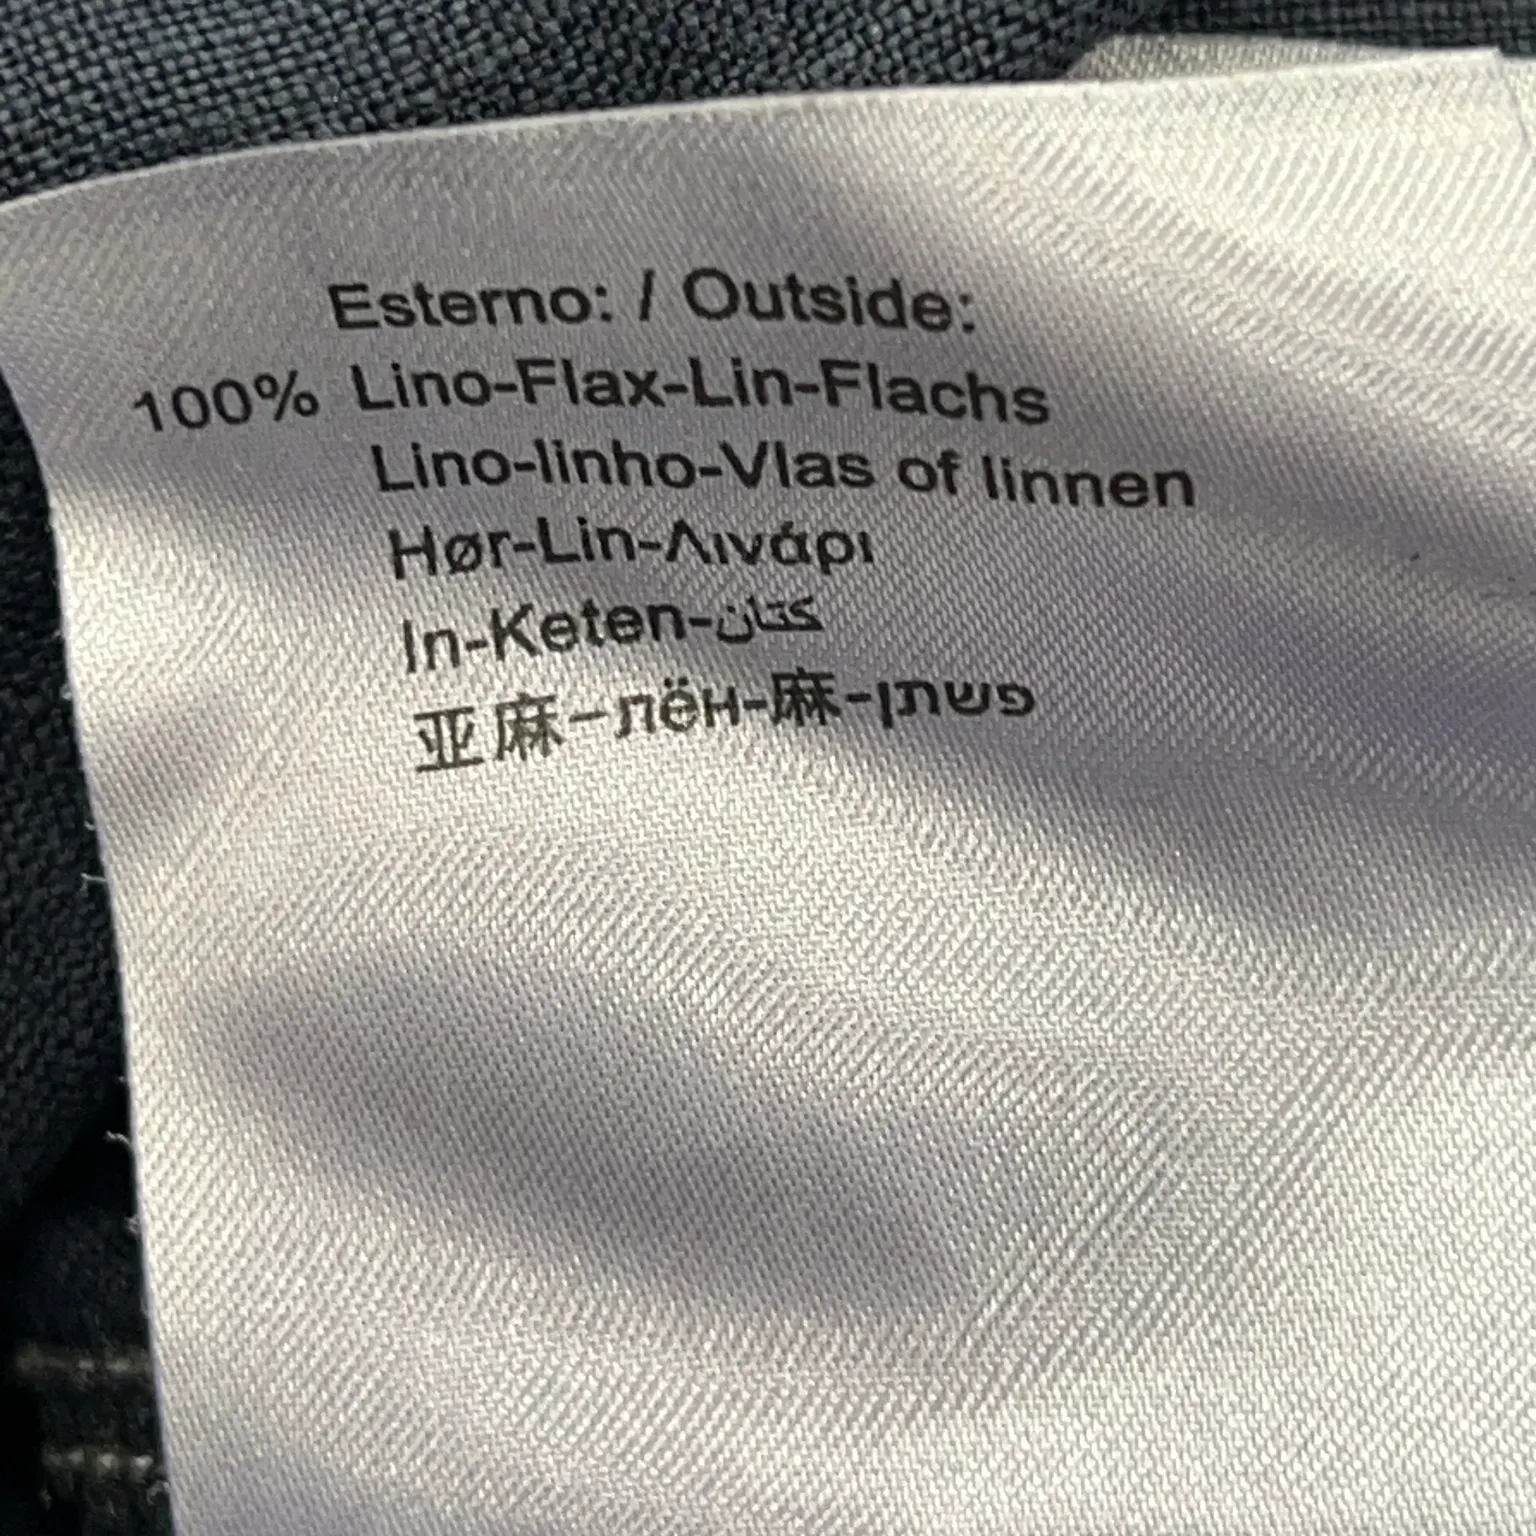 Esterno: / Outside:
100% Lino-Flax-Lin-Flachs
Lino-linho-Vlas of linnen
Hør-Lin-Λινάρι
In-Keten-كتان
亚麻-лён-麻-פשתן